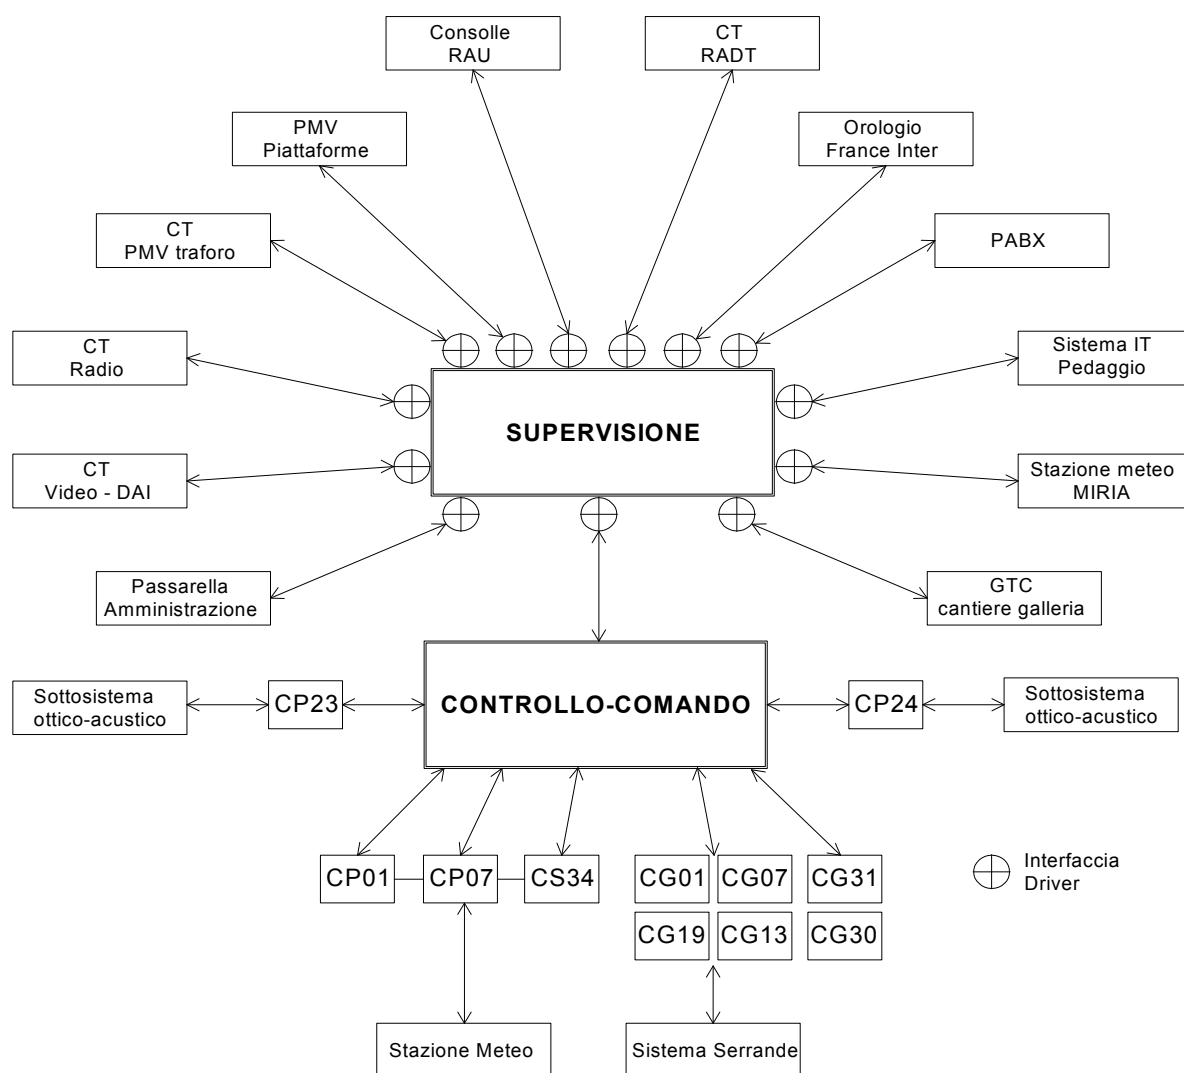 Consolle
RAU
CT
RADT
PMV
Piattaforme
Orologio
France Inter
CT
PMV traforo
PABX
CT
Radio
Sistema IT
Pedaggio
SUPERVISIONE
CT
Video - DAI
Stazione meteo
MIRIA
Passarella
Amministrazione
GTC
cantiere galleria
Sottosistema
ottico-acustico
CP23
CONTROLLO-COMANDO
CP24
Sottosistema
ottico-acustico
CP01
CP07
CS34
CG01
CG07
CG31
Interfaccia
Driver
CG19
CG13
CG30
Stazione Meteo
Sistema Serrande